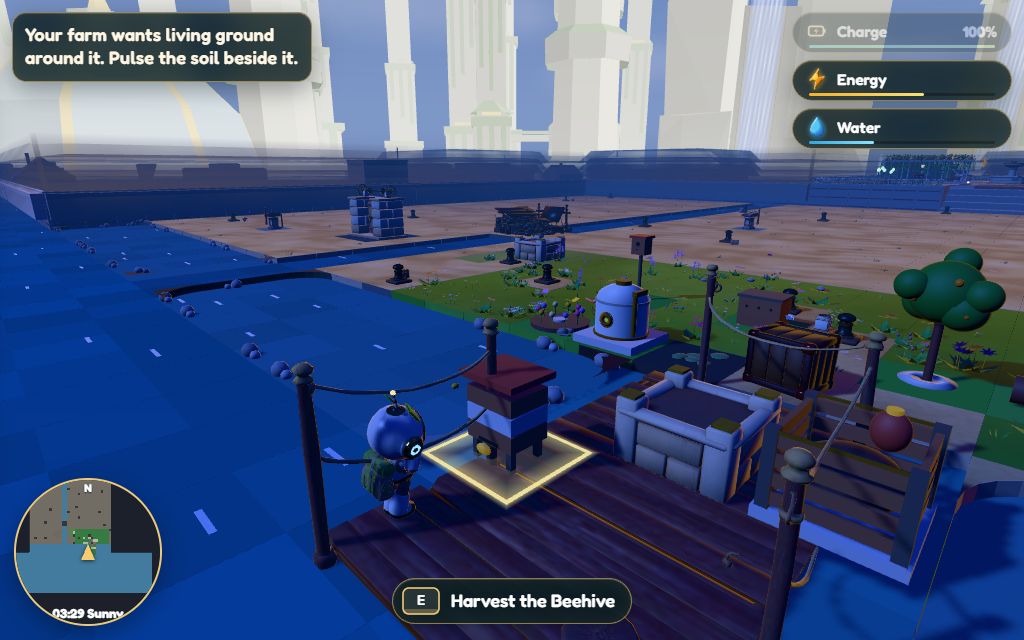 Your farm wants living ground
around it. Pulse the soil beside it.
Charge 100%
Energy
Water
N
03:29 Sunny
E Harvest the Beehive